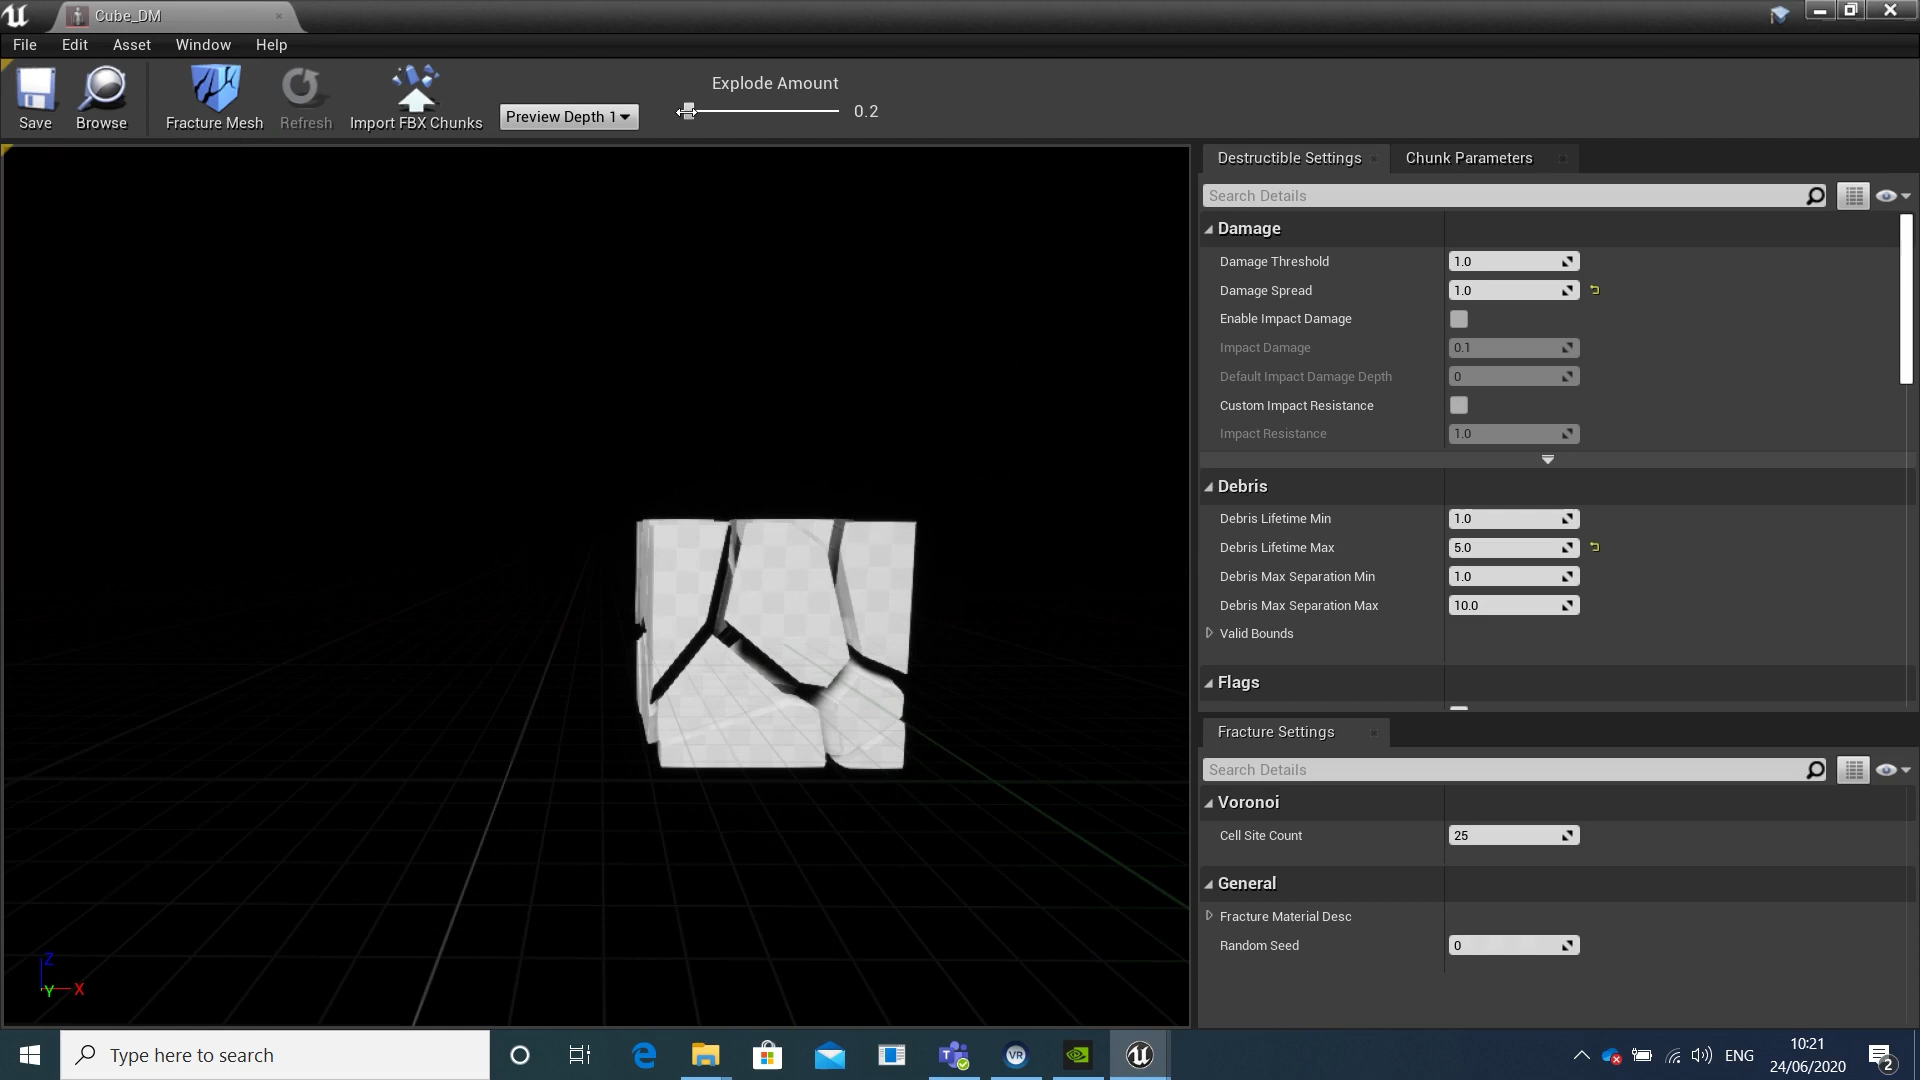 Cube_DM
File Edit Asset Window Help
Save Browse Fracture Mesh Refresh Import FBX Chunks Preview Depth 1 Explode Amount 0.2
Destructible Settings Chunk Parameters
Search Details
Damage
Damage Threshold 1.0
Damage Spread 1.0
Enable Impact Damage
Impact Damage 0.1
Default Impact Damage Depth 0
Custom Impact Resistance
Impact Resistance 1.0
Debris
Debris Lifetime Min 1.0
Debris Lifetime Max 5.0
Debris Max Separation Min 1.0
Debris Max Separation Max 10.0
Valid Bounds
Flags
Fracture Settings
Search Details
Voronoi
Cell Site Count 25
General
Fracture Material Desc
Random Seed 0
Z
Y X
Type here to search
VR
ENG
10:21
24/06/2020
2